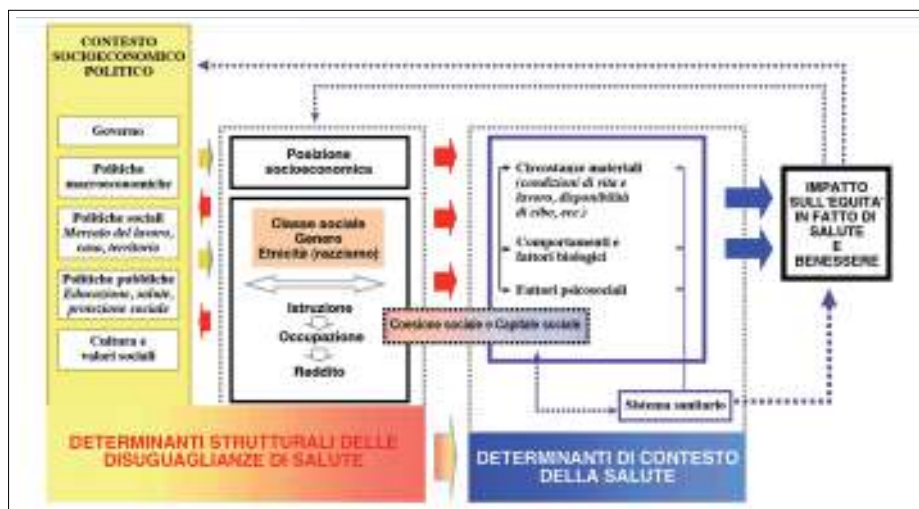 CONTESTO
SOCIOECONOMICO
POLITICO
Governo
Politiche
macroeconomiche
Politiche sociali
Mercato del lavoro,
casa, territorio
Politiche pubbliche
Educazione, salute,
protezione sociale
Cultura e
valori sociali
Posizione
socioeconomica
Classe sociale
Genero
Etnicità (razzismo)
Istruzione
Occupazione
Reddito
Coesione sociale e Capitale sociale
Circostanze materiali
(condizioni di vita e
lavoro, disponibilità
di cibo, ecc.)
Comportamenti e
fattori biologici
Fattori psicosociali
Sistema sanitario
IMPATTO
SULL'EQUITA'
IN FATTO DI
SALUTE
E
BENESSERE
DETERMINANTI STRUTTURALI DELLE
DISUGUAGLIANZE DI SALUTE
DETERMINANTI DI CONTESTO
DELLA SALUTE